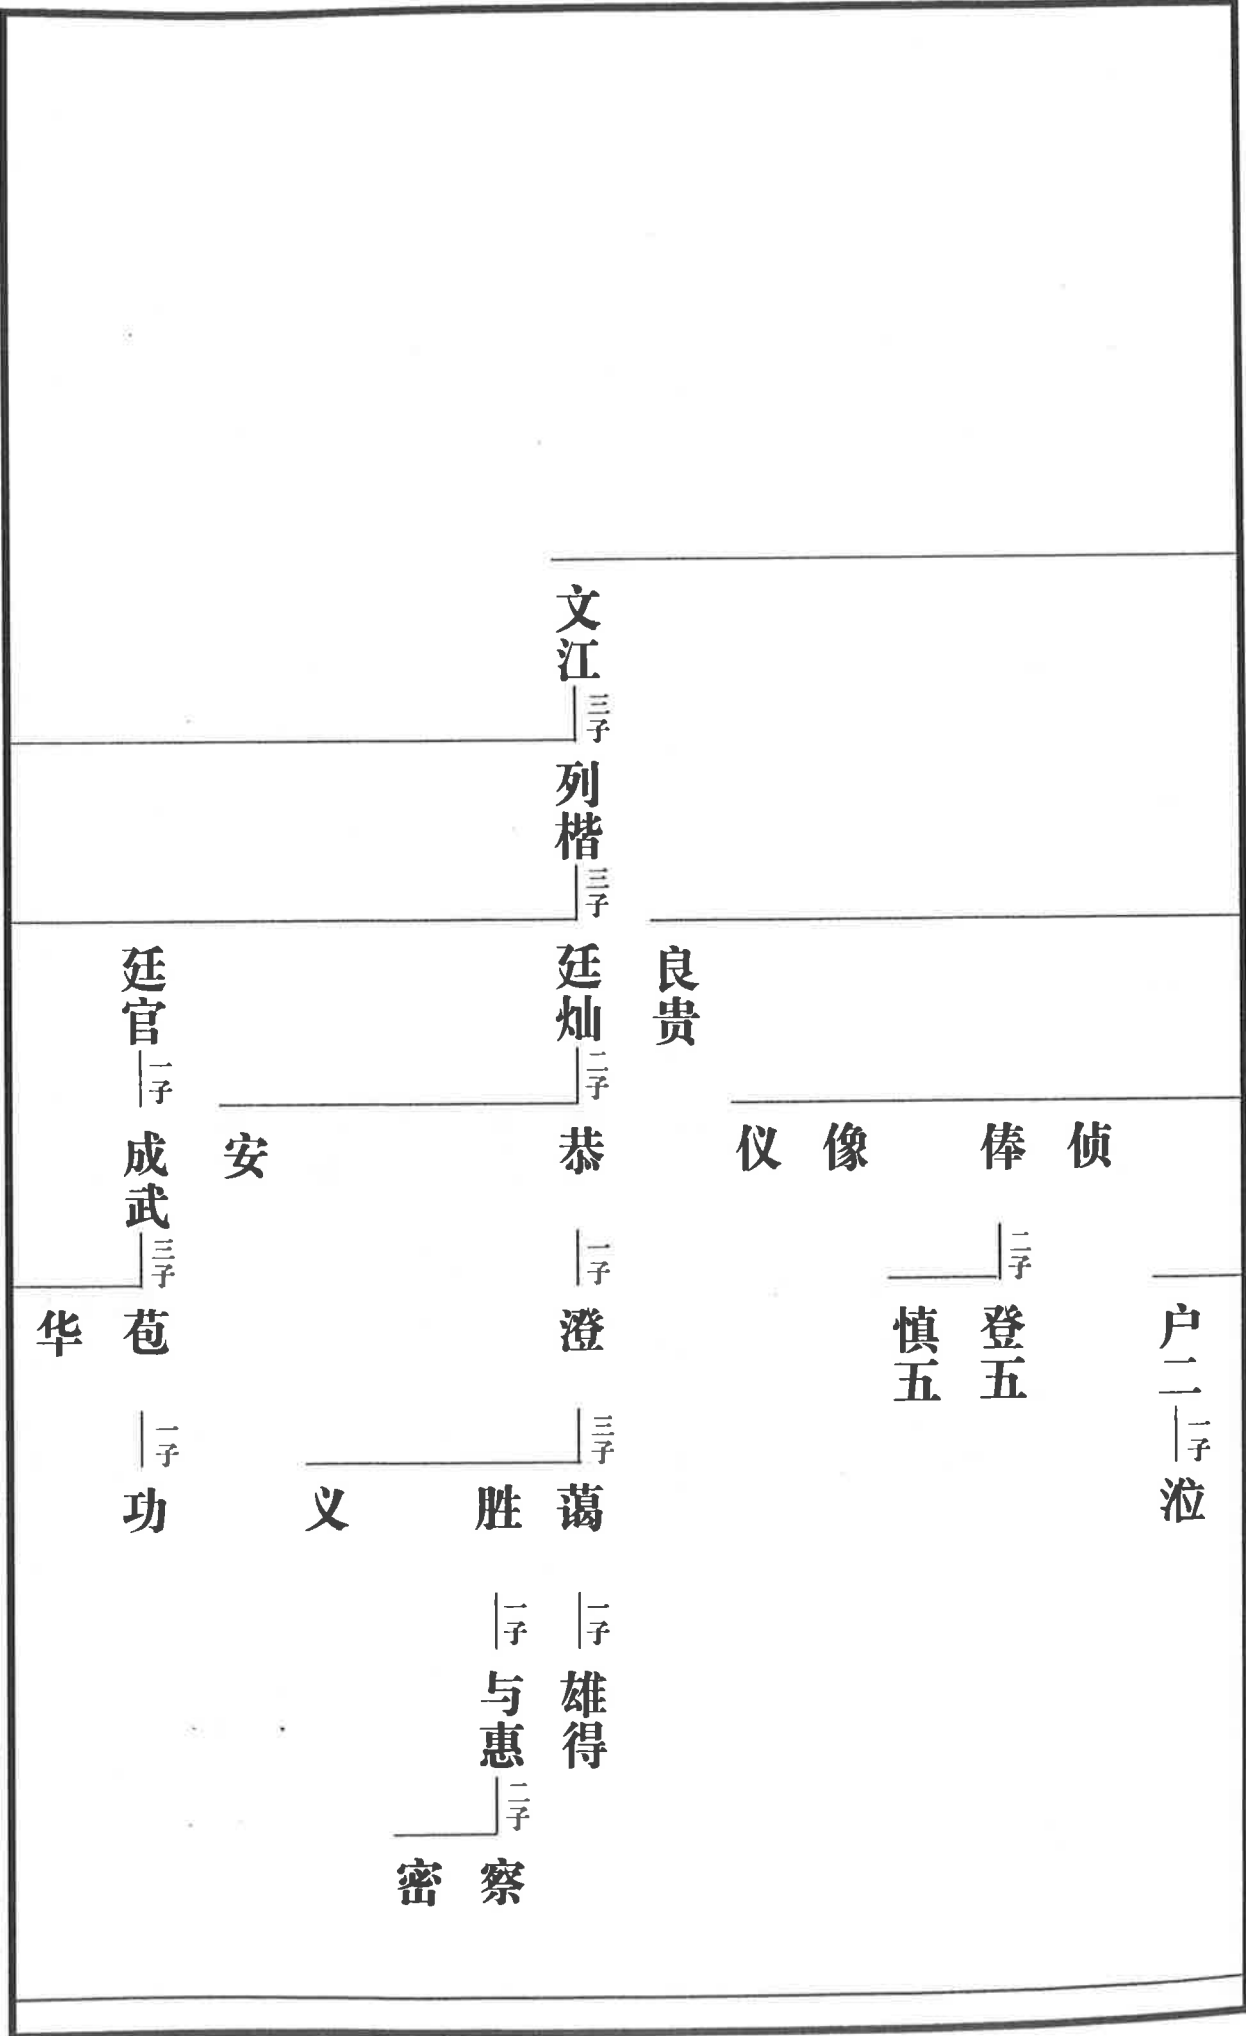 户二
一子
泣
侦
俸
二子
登五
慎五
像
仪
良贵
文江
三子
列楷
三子
廷灿
二子
恭
一子
澄
三子
蔼
一子
雄得
胜
一子
与惠
二子
察
密
义
安
廷官
一子
成武
三子
苞
一子
功
华